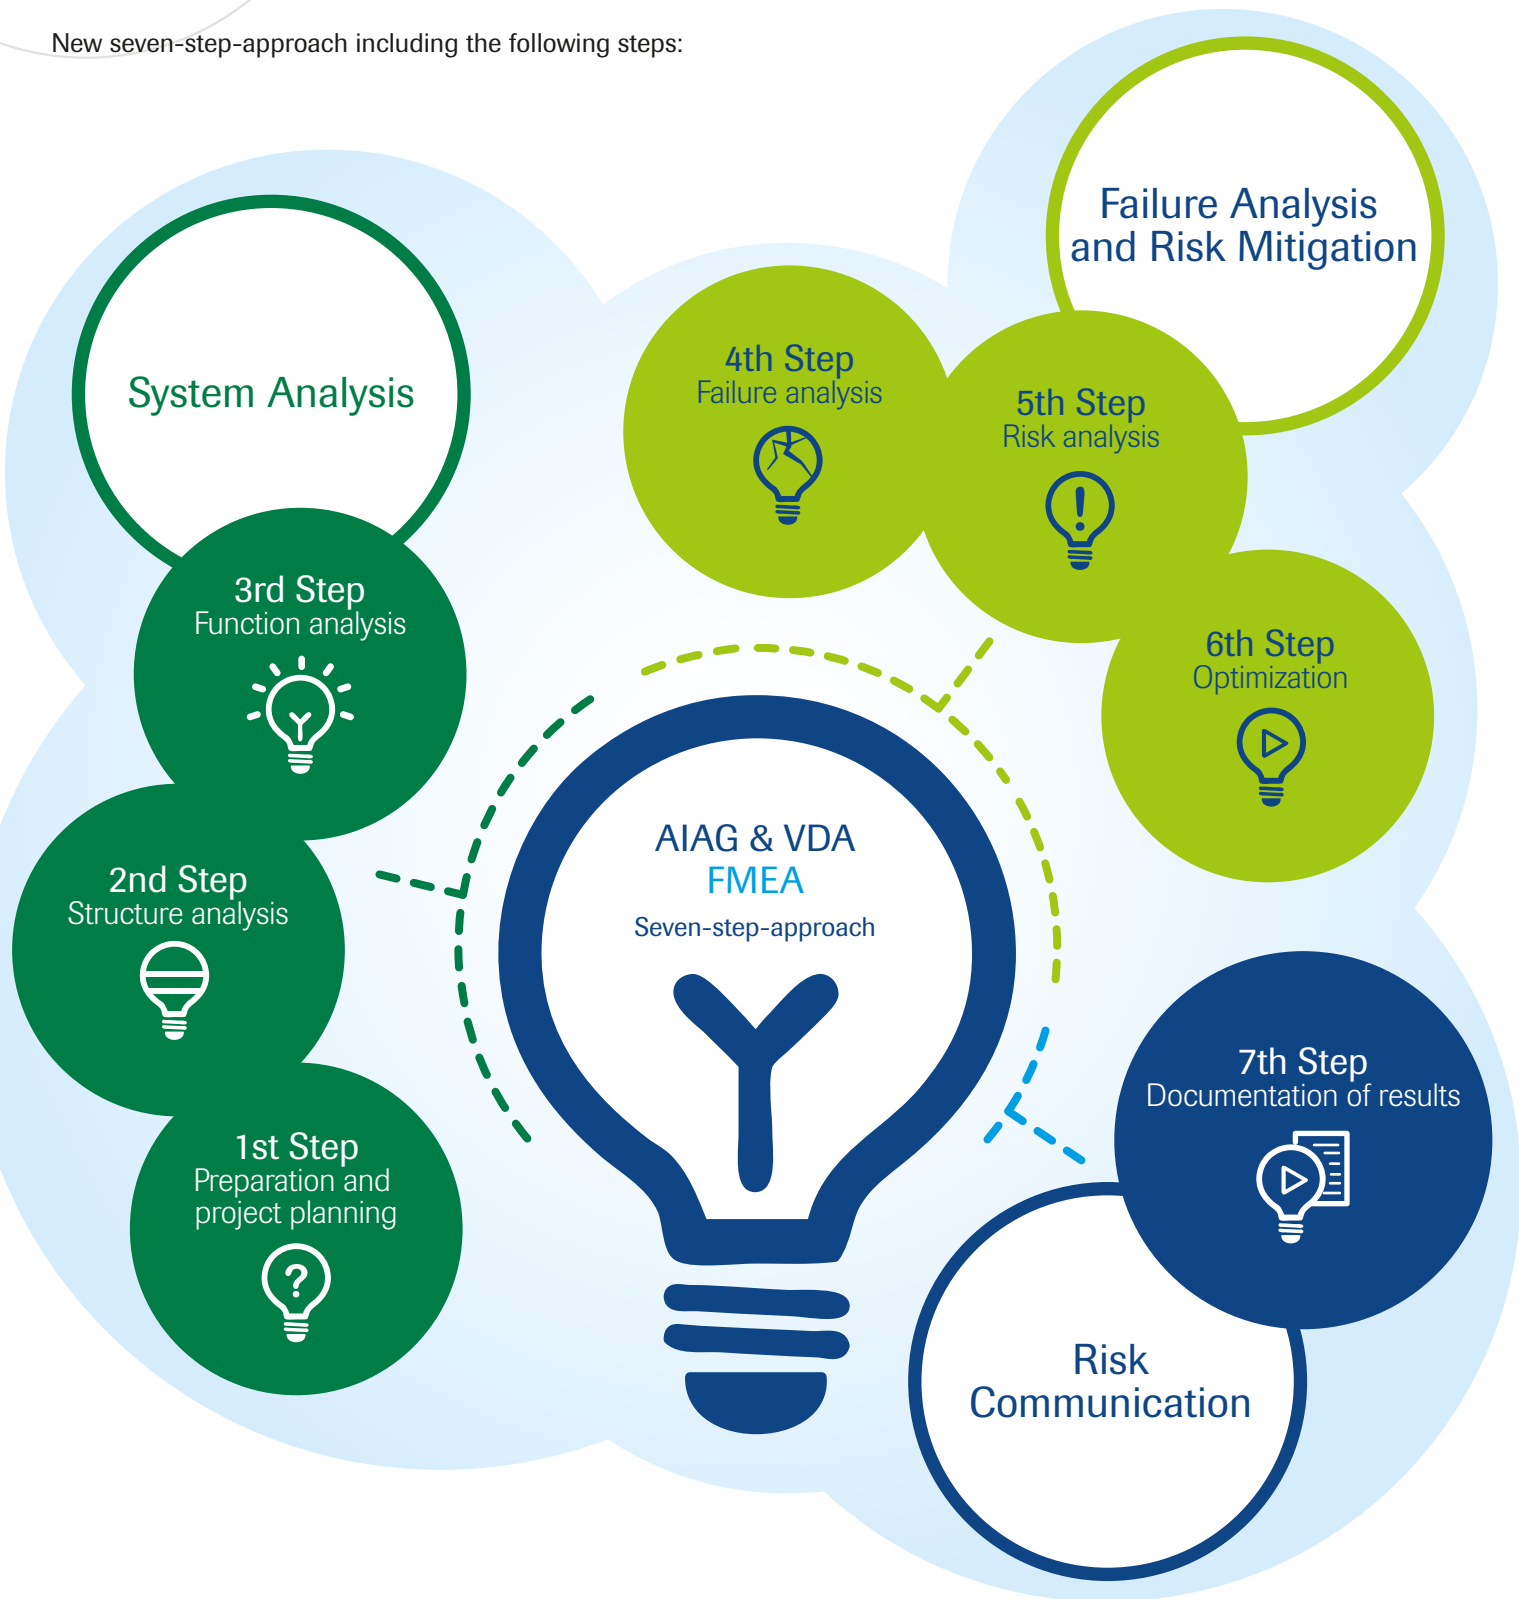 New seven-step-approach including the following steps:
Failure Analysis
and Risk Mitigation
System Analysis
4th Step
Failure analysis
5th Step
Risk analysis
!
3rd Step
Function analysis
6th Step
Optimization
AIAG & VDA
FMEA
Seven-step-approach
2nd Step
Structure analysis
7th Step
Documentation of results
1st Step
Preparation and
project planning
?
Risk
Communication